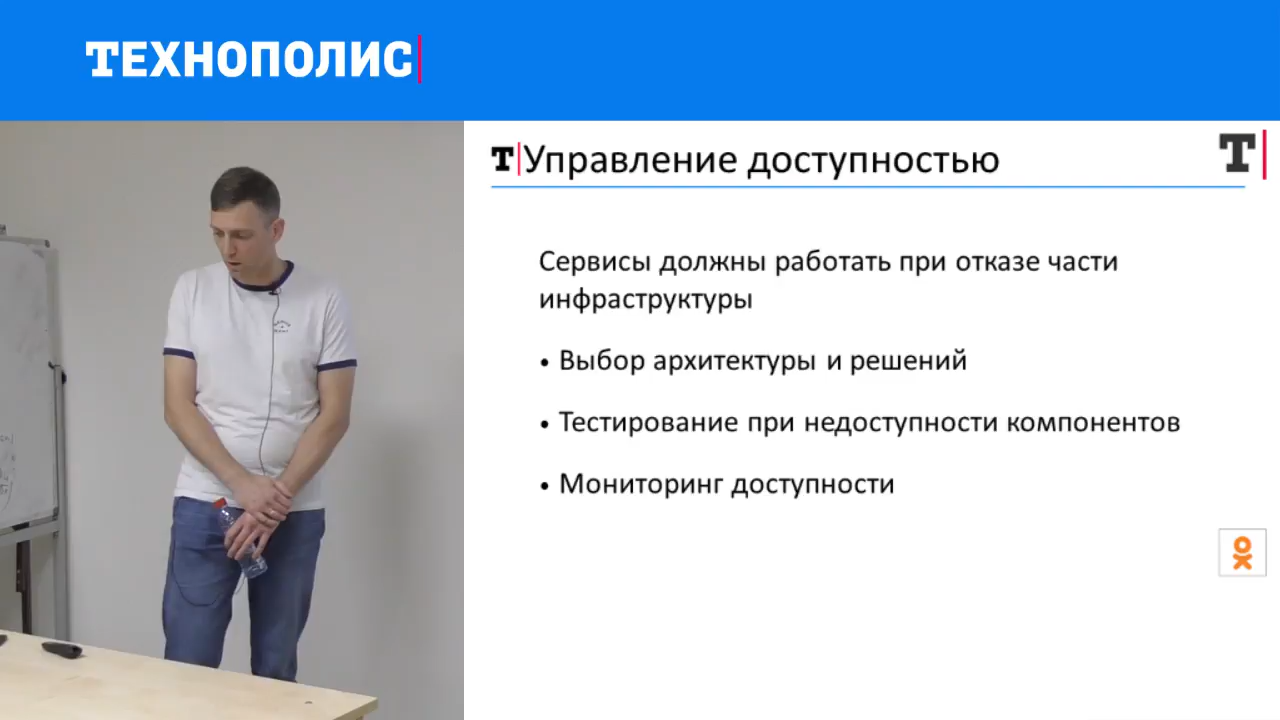 ТЕХНОПОЛИС
Т Управление доступностью
Т
Сервисы должны работать при отказе части
инфраструктуры
• Выбор архитектуры и решений
• Тестирование при недоступности компонентов
• Мониторинг доступности